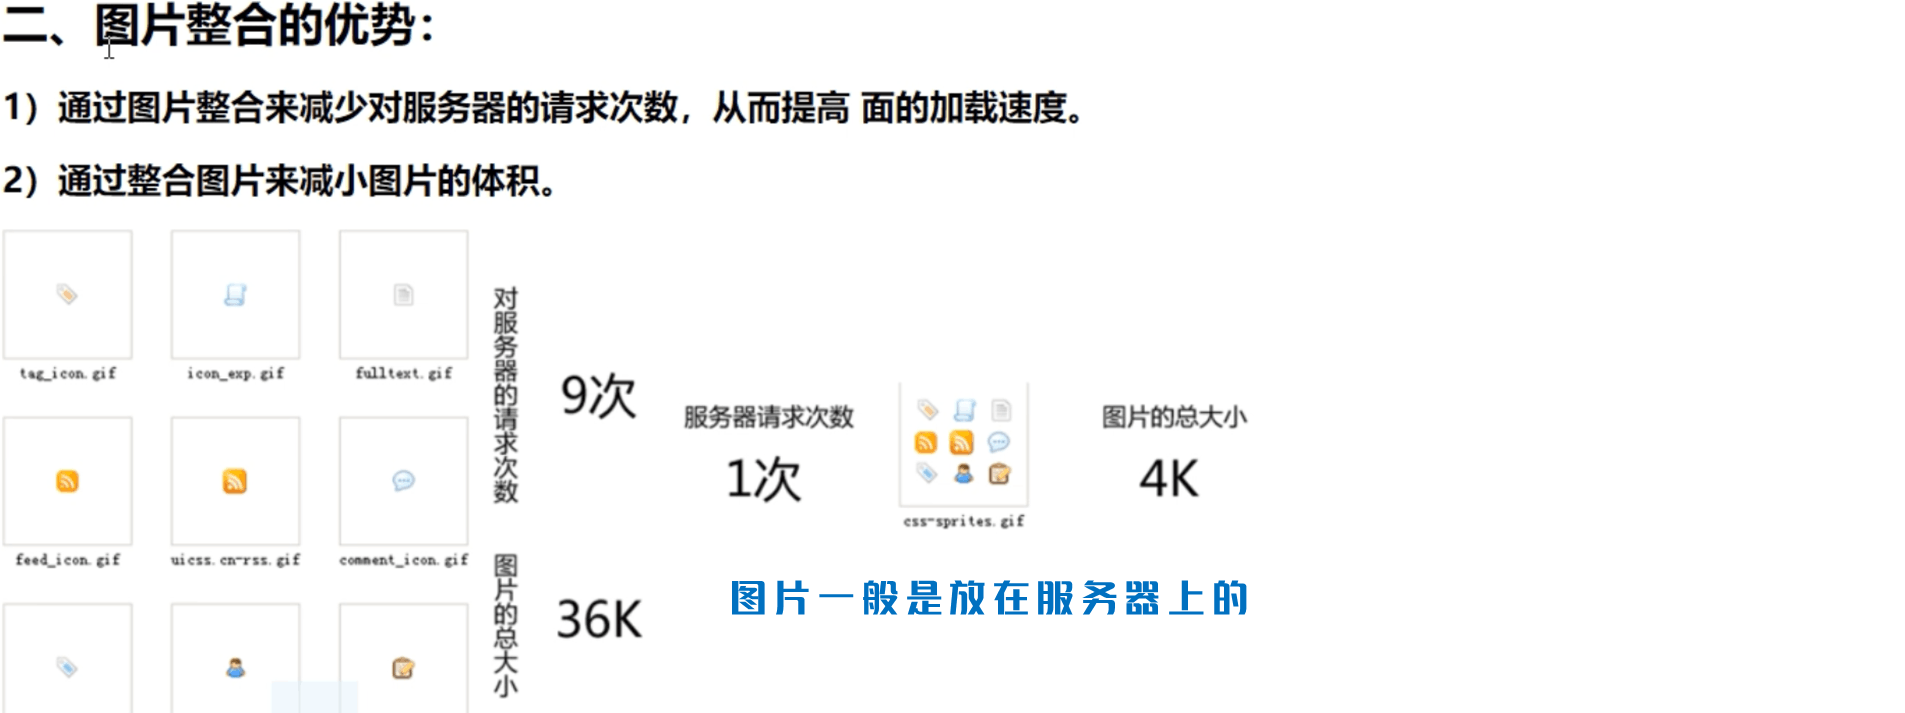 二、图片整合的优势：
1）通过图片整合来减少对服务器的请求次数，从而提高 面的加载速度。
2）通过整合图片来减小图片的体积。
tag_icon.gif
icon_exp.gif
fulltext.gif
feed_icon.gif
uicss.cn-rss.gif
comment_icon.gif
对服务器的请求次数
9次
图片的总大小
36K
服务器请求次数
1次
css-sprites.gif
图片的总大小
4K
图片一般是放在服务器上的